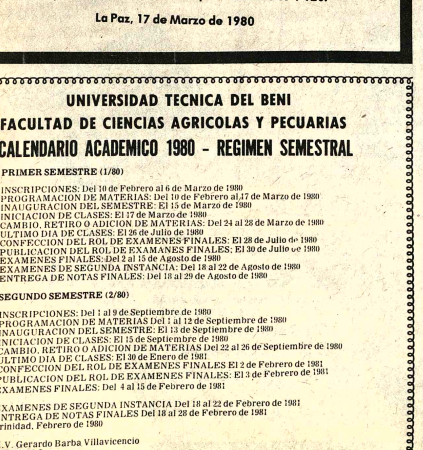 La Paz, 17 de Marzo de 1980
UNIVERSIDAD TECNICA DEL BENI
FACULTAD DE CIENCIAS AGRICOLAS Y PECUARIAS
CALENDARIO ACADEMICO 1980 - REGIMEN SEMESTRAL
PRIMER SEMESTRE (1/80)
INSCRIPCIONES: Del 10 de Febrero al 6 de Marzo de 1980
PROGRAMACION DE MATERIAS: Del 10 de Febrero al 17 de Marzo de 1980
INAUGURACION DEL SEMESTRE: El 15 de Marzo de 1980
INICIACION DE CLASES: El 17 de Marzo de 1980
CAMBIO, RETIRO O ADICION DE MATERIAS: Del 24 al 28 de Marzo de 1980
ULTIMO DIA DE CLASES: El 26 de Julio de 1980
CONFECCION DEL ROL DE EXAMENES FINALES: El 28 de Julio de 1980
PUBLICACION DEL ROL DE EXAMANES FINALES: El 30 de Julio de 1980
EXAMENES FINALES: Del 2 al 15 de Agosto de 1980
EXAMENES DE SEGUNDA INSTANCIA: Del 18 al 22 de Agosto de 1980
ENTREGA DE NOTAS FINALES: Del 18 al 29 de Agosto de 1980
SEGUNDO SEMESTRE (2/80)
INSCRIPCIONES: Del 1 al 9 de Septiembre de 1980
PROGRAMACION DE MATERIAS Del 1 al 12 de Septiembre de 1980
INAUGURACION DEL SEMESTRE: El 13 de Septiembre de 1980
INICIACION DE CLASES: El 15 de Septiembre de 1980
CAMBIO, RETIRO O ADICION DE MATERIAS Del 22 al 26 de Septiembre de 1980
ULTIMO DIA DE CLASES: El 30 de Enero de 1981
CONFECCION DEL ROL DE EXAMENES FINALES El 2 de Febrero de 1981
PUBLICACION DEL ROL DE EXAMENES FINALES: El 3 de Febrero de 1981
EXAMENES FINALES: Del 4 al 15 de Febrero de 1981
EXAMENES DE SEGUNDA INSTANCIA Del 18 al 22 de Febrero de 1981
ENTREGA DE NOTAS FINALES Del 18 al 28 de Febrero de 1981
Trinidad, Febrero de 1980
.V. Gerardo Barba Villavicencio